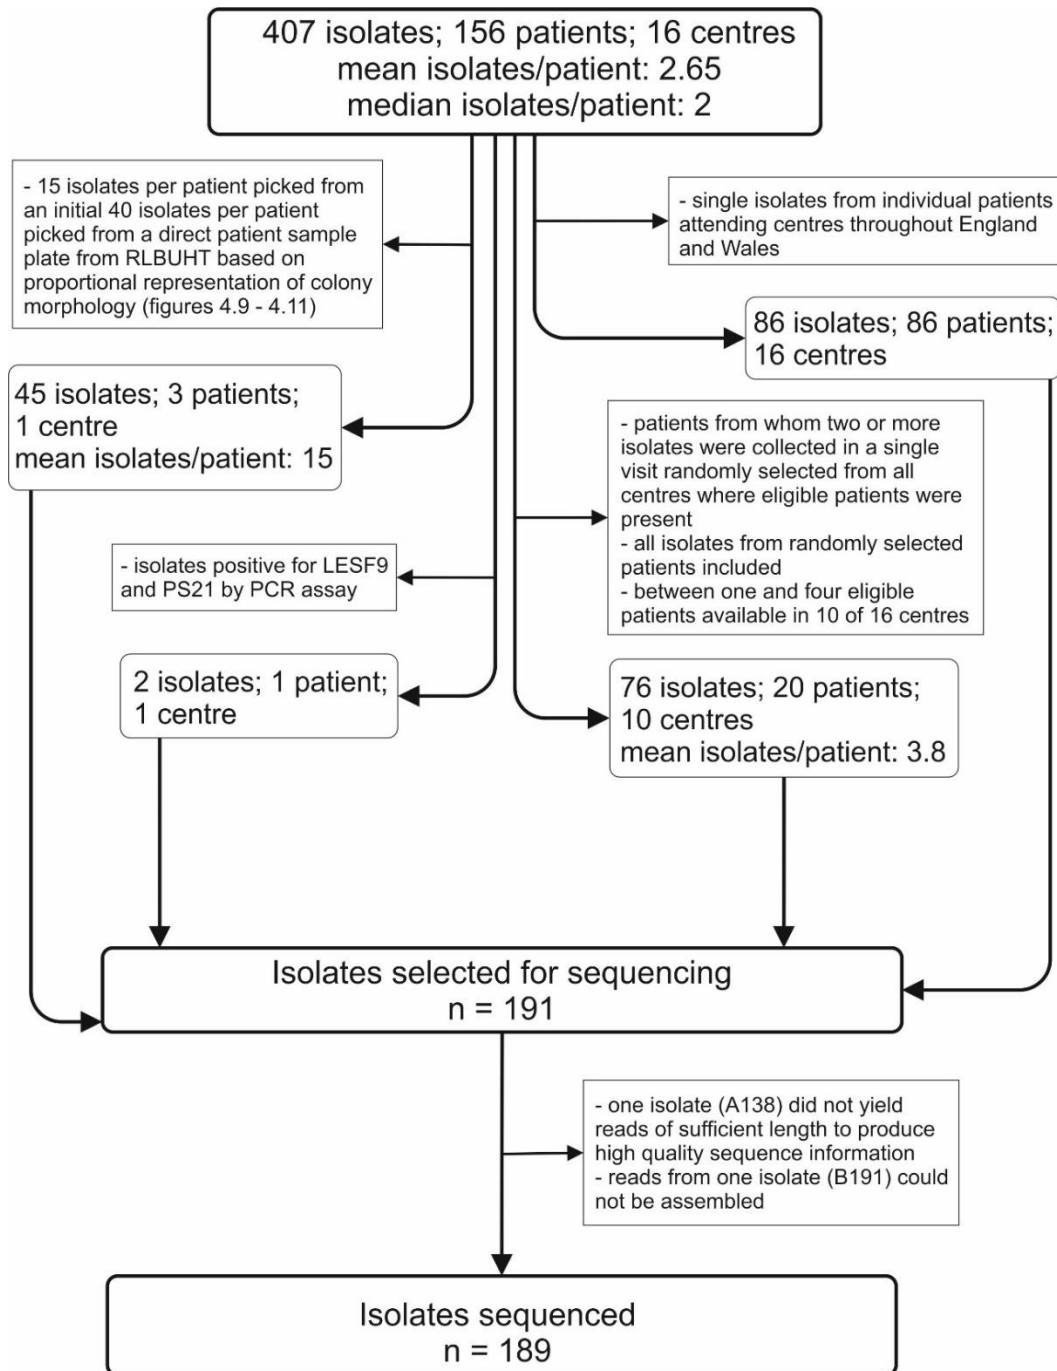 407 isolates; 156 patients; 16 centres
mean isolates/patient: 2.65
median isolates/patient: 2
- 15 isolates per patient picked from
an initial 40 isolates per patient
picked from a direct patient sample
plate from RLBUHT based on
proportional representation of colony
morphology (figures 4.9 - 4.11)
- single isolates from individual patients
attending centres throughout England
and Wales
86 isolates; 86 patients;
16 centres
45 isolates; 3 patients;
1 centre
mean isolates/patient: 15
- patients from whom two or more
isolates were collected in a single
visit randomly selected from all
centres where eligible patients were
present
- all isolates from randomly selected
patients included
- between one and four eligible
patients available in 10 of 16 centres
- isolates positive for LESF9
and PS21 by PCR assay
2 isolates; 1 patient;
1 centre
76 isolates; 20 patients;
10 centres
mean isolates/patient: 3.8
Isolates selected for sequencing
n = 191
- one isolate (A138) did not yield
reads of sufficient length to produce
high quality sequence information
- reads from one isolate (B191) could
not be assembled
Isolates sequenced
n = 189